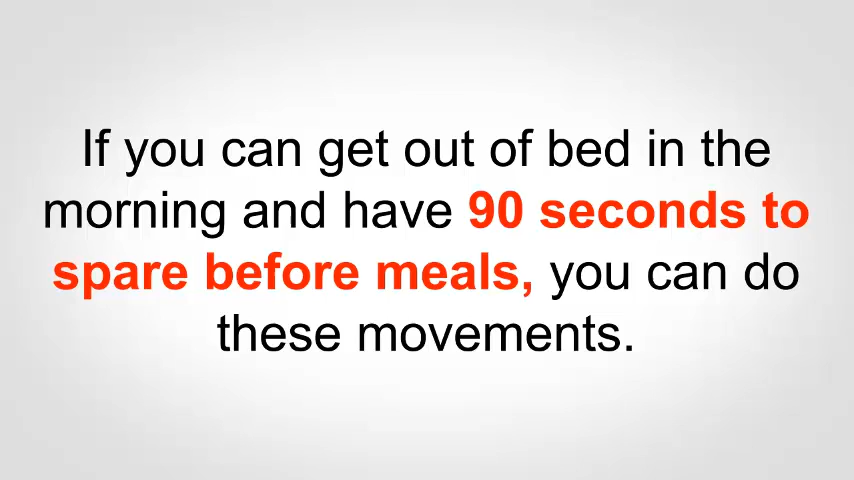 If you can get out of bed in the
morning and have 90 seconds to
spare before meals, you can do
these movements.